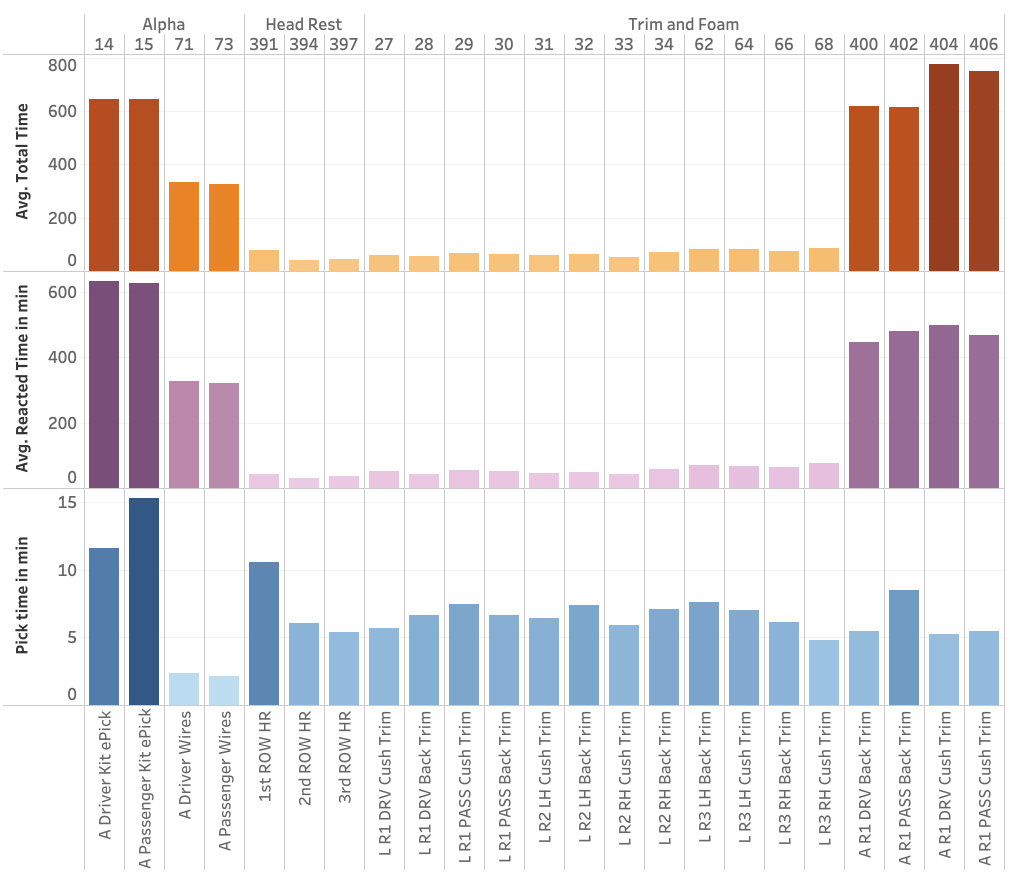 Alpha Head Rest Trim and Foam
14 15 71 73 391 394 397 27 28 29 30 31 32 33 34 62 64 66 68 400 402 404 406
Avg. Total Time
800
600
400
200
0
Avg. Reacted Time in min
600
400
200
0
Pick time in min
15
10
5
0
A Driver Kit ePick
A Passenger Kit ePick
A Driver Wires
A Passenger Wires
1st ROW HR
2nd ROW HR
3rd ROW HR
L R1 DRV Cush Trim
L R1 DRV Back Trim
L R1 PASS Cush Trim
L R1 PASS Back Trim
L R2 LH Cush Trim
L R2 LH Back Trim
L R2 RH Cush Trim
L R2 RH Back Trim
L R3 LH Back Trim
L R3 LH Cush Trim
L R3 RH Back Trim
L R3 RH Cush Trim
A R1 DRV Back Trim
A R1 PASS Back Trim
A R1 DRV Cush Trim
A R1 PASS Cush Trim